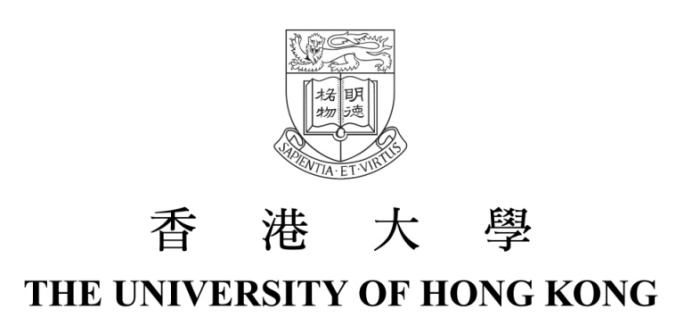 明德
格物
SAPIENTIA·ET·VIRTUS
香港大學
THE UNIVERSITY OF HONG KONG